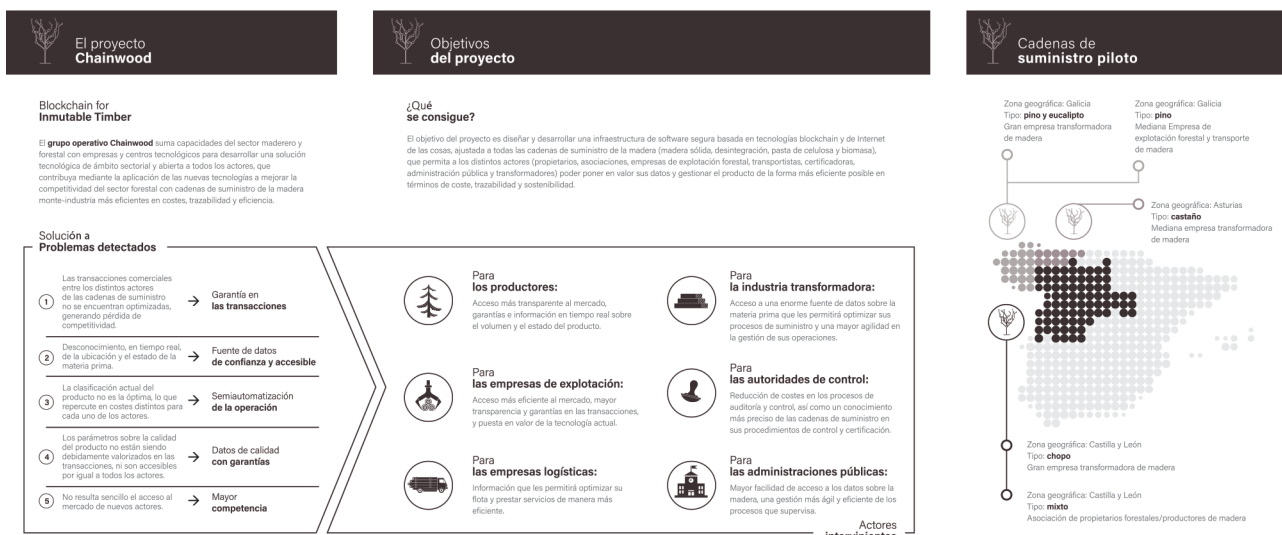 El proyecto
Chainwood
Blockchain for
Inmutable Timber
El grupo operativo Chainwood suma capacidades del sector maderero y
forestal con empresas y centros tecnológicos para desarrollar una solución
tecnológica de ámbito sectorial y abierta a todos los actores, que
contribuya mediante la aplicación de las nuevas tecnologías a mejorar la
competitividad del sector forestal con cadenas de suministro de la madera
monte-industria más eficientes en costes, trazabilidad y eficiencia.
Objetivos
del proyecto
¿Qué
se consigue?
El objetivo del proyecto es diseñar y desarrollar una infraestructura de software segura basada en tecnologías blockchain y de Internet
de las cosas, ajustada a todas las cadenas de suministro de la madera (madera sólida, desintegración, pasta de celulosa y biomasa),
que permita a los distintos actores (propietarios, asociaciones, empresas de explotación forestal, transportistas, certificadoras,
administración pública y transformadores) poder poner en valor sus datos y gestionar el producto de la forma más eficiente posible en
términos de coste, trazabilidad y sostenibilidad.
Solución a
Problemas detectados
1
Las transacciones comerciales
entre los distintos actores
de las cadenas de suministro
no se encuentran optimizadas,
generando pérdida de
competitividad.
Garantía en
las transacciones
2
Desconocimiento, en tiempo real,
de la ubicación y el estado de la
materia prima.
Fuente de datos
de confianza y accesible
3
La clasificación actual del
producto no es la óptima, lo que
repercute en costes distintos para
cada uno de los actores.
Semiautomatización
de la operación
4
Los parámetros sobre la calidad
del producto no están siendo
debidamente valorizados en las
transacciones, ni son accesibles
por igual a todos los actores.
Datos de calidad
con garantías
5
No resulta sencillo el acceso al
mercado de nuevos actores.
Mayor
competencia
Para
los productores:
Acceso más transparente al mercado,
garantías e información en tiempo real sobre
el volumen y el estado del producto.
Para
las empresas de explotación:
Acceso más eficiente al mercado, mayor
transparencia y garantías en las transacciones,
y puesta en valor de la tecnología actual.
Para
las empresas logísticas:
Información que les permitirá optimizar su
flota y prestar servicios de manera más
eficiente.
Para
la industria transformadora:
Acceso a una enorme fuente de datos sobre la
materia prima que les permitirá optimizar sus
procesos de suministro y una mayor agilidad en
la gestión de sus operaciones.
Para
las autoridades de control:
Reducción de costes en los procesos de
auditoría y control, así como un conocimiento
más preciso de las cadenas de suministro en
sus procedimientos de control y certificación.
Para
las administraciones públicas:
Mayor facilidad de acceso a los datos sobre la
madera, una gestión más ágil y eficiente de los
procesos que supervisa.
Actores
intervinientes
Cadenas de
suministro piloto
Zona geográfica: Galicia
Tipo: pino y eucalipto
Gran empresa transformadora
de madera
Zona geográfica: Galicia
Tipo: pino
Mediana Empresa de
explotación forestal y transporte
de madera
Zona geográfica: Asturias
Tipo: castaño
Mediana empresa transformadora
de madera
Zona geográfica: Castilla y León
Tipo: chopo
Gran empresa transformadora de madera
Zona geográfica: Castilla y León
Tipo: mixto
Asociación de propietarios forestales/productores de madera